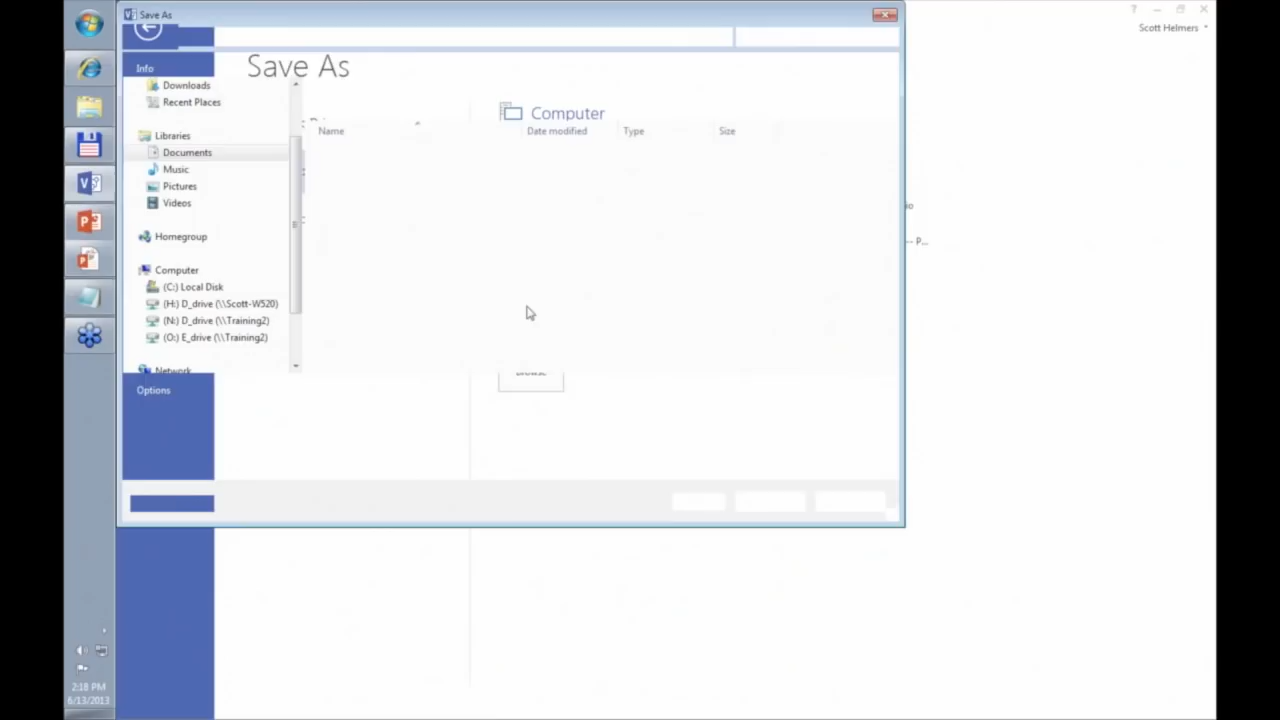 Save As
?
Scott Helmers
Info
Save As
Downloads
Recent Places
Computer
Name
Date modified
Type
Size
Libraries
Documents
Music
Pictures
Videos
Homegroup
Computer
(C:) Local Disk
(H:) D_drive (\\Scott-W520)
(N:) D_drive (\\Training2)
(O:) E_drive (\\Training2)
Network
Browse
Options
-- P...
2:18 PM
6/13/2013